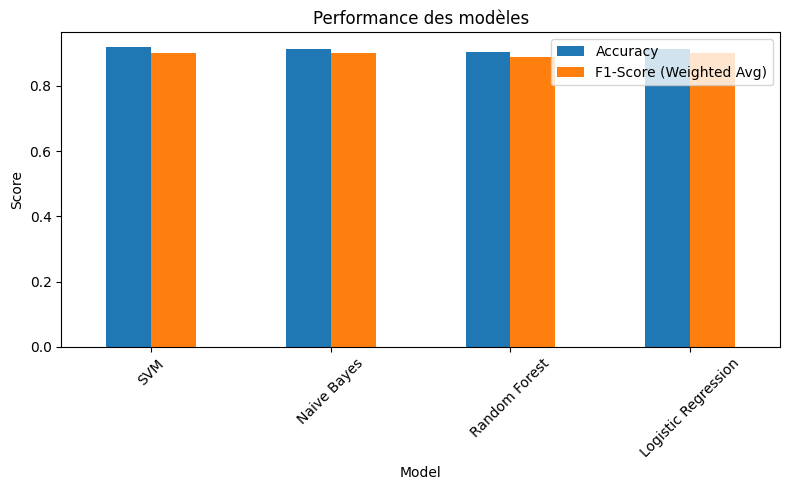 Performance des modèles
Accuracy
F1-Score (Weighted Avg)
Score
0.8
0.6
0.4
0.2
0.0
SVM
Naive Bayes
Random Forest
Logistic Regression
Model